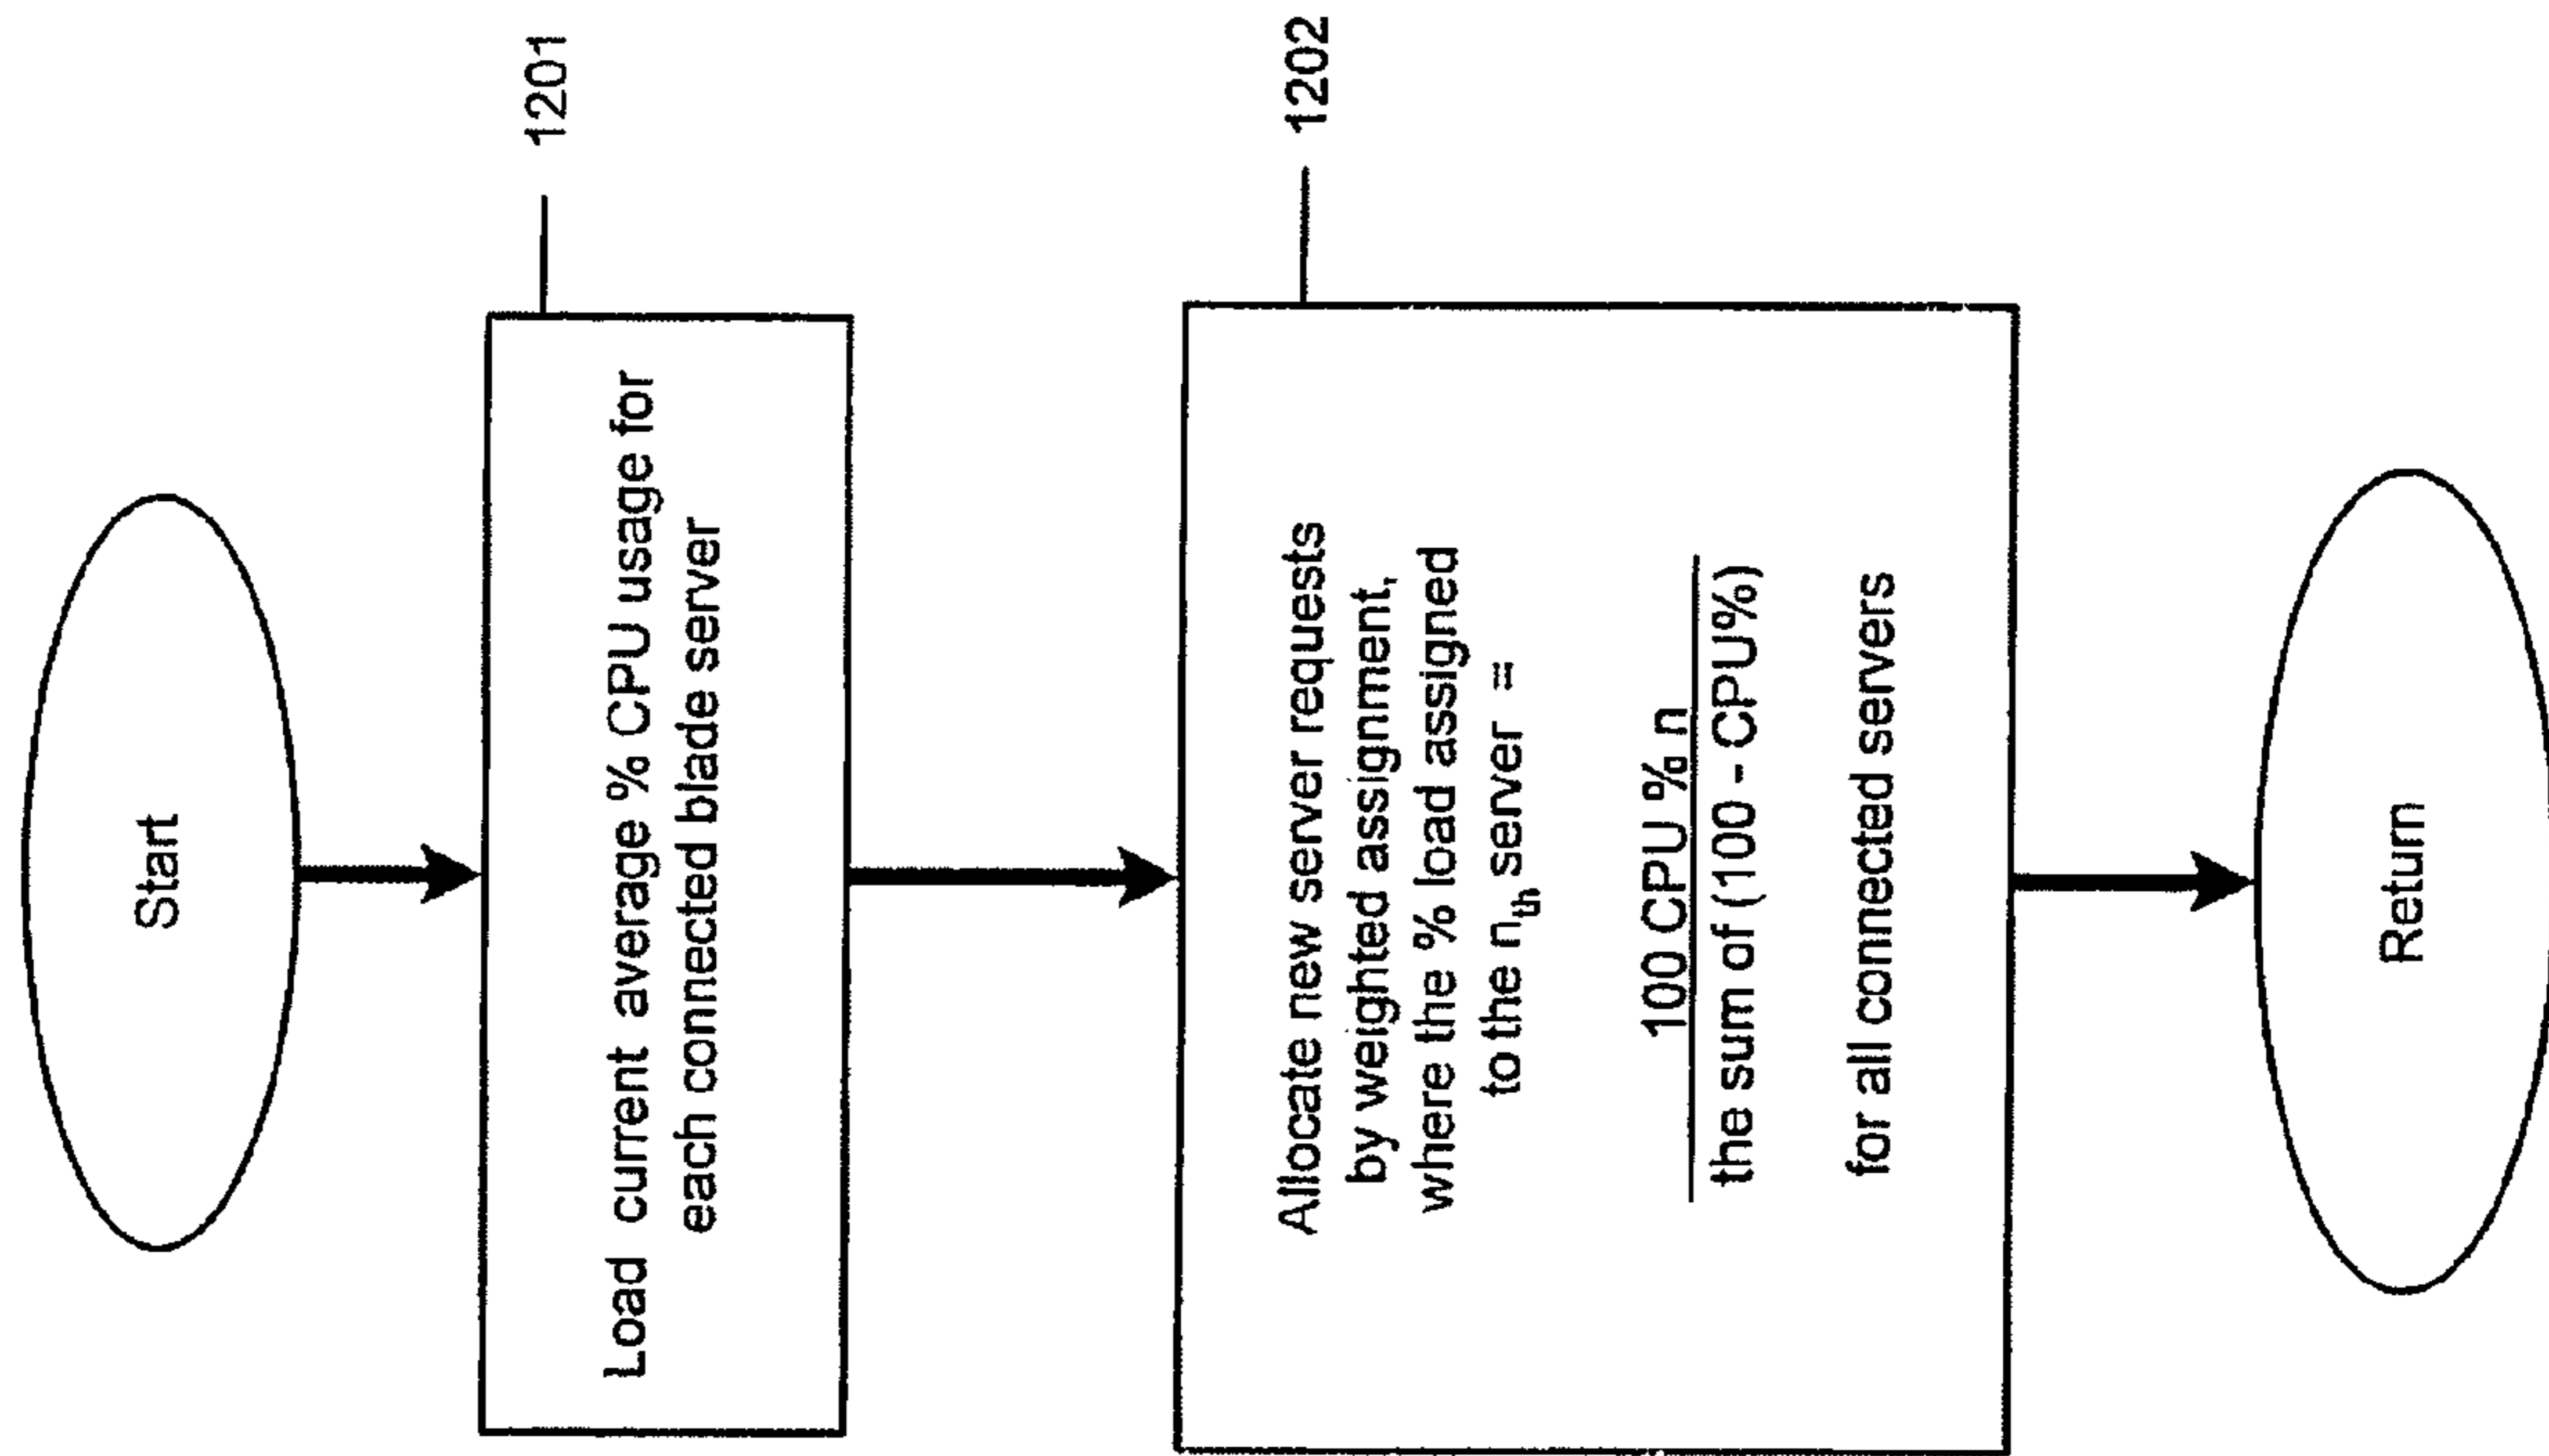 Start
Load current average % CPU usage for
each connected blade server
1201
Allocate new server requests
by weighted assignment,
where the % load assigned
to the nth server =
100 CPU % n
the sum of (100 - CPU%)
for all connected servers
1202
Return